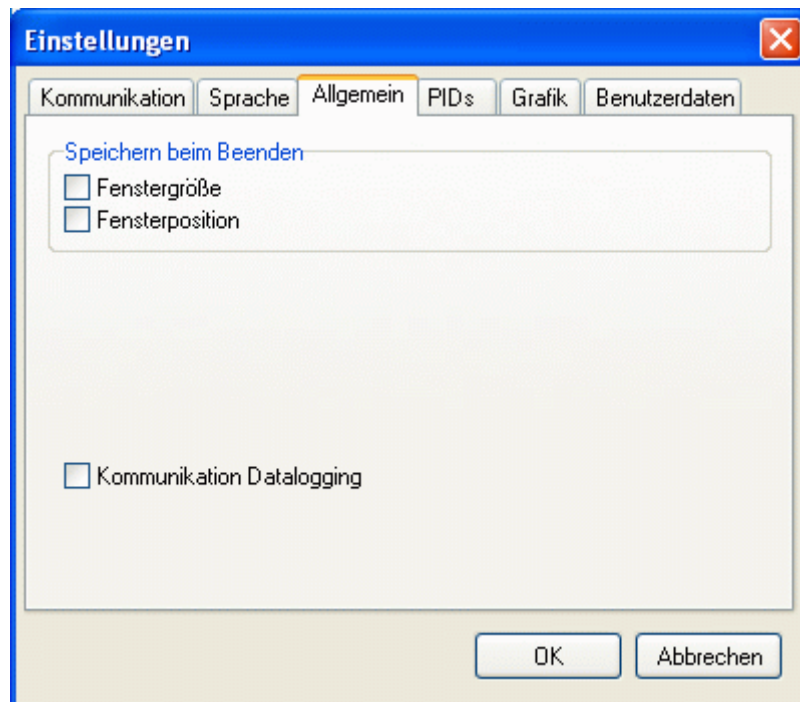 Einstellungen
Kommunikation Sprache Allgemein PIDs Grafik Benutzerdaten
Speichern beim Beenden
Fenstergröße
Fensterposition
Kommunikation Datalogging
OK Abbrechen